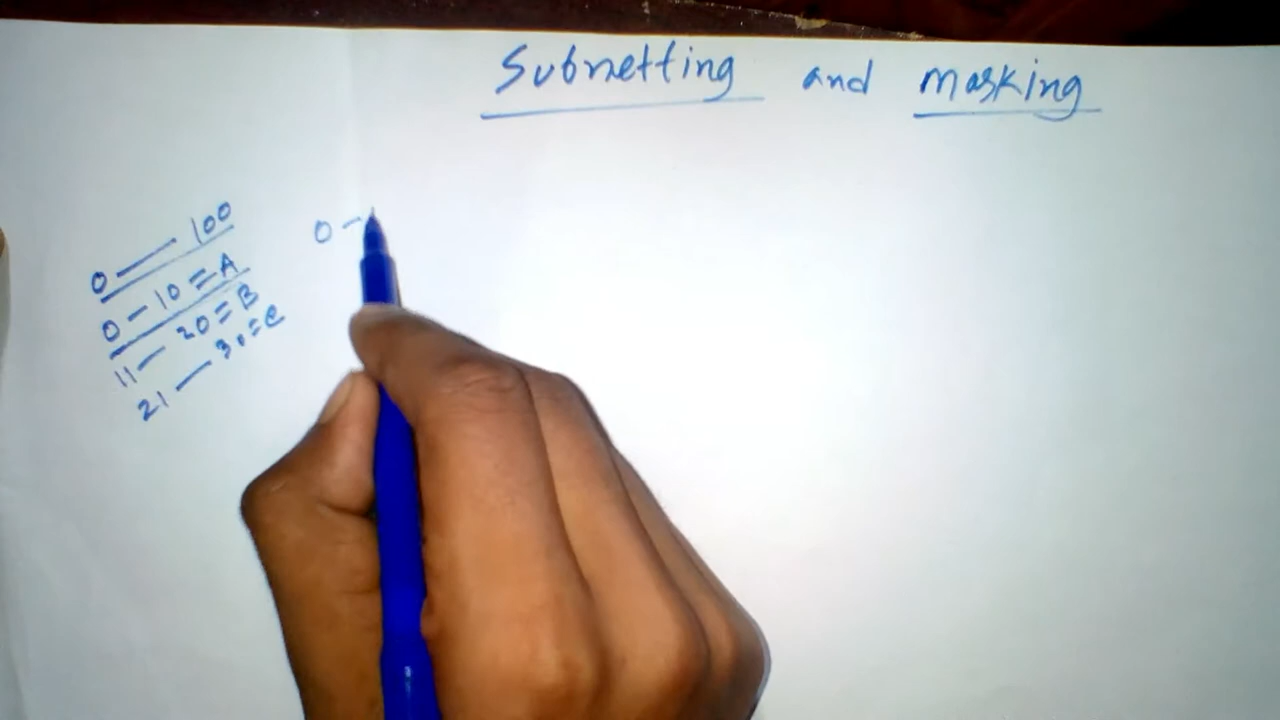 Subnetting and Masking
0 — 100
0 - 10 = A
11 — 20 = B
21 — 30 = C
0 -